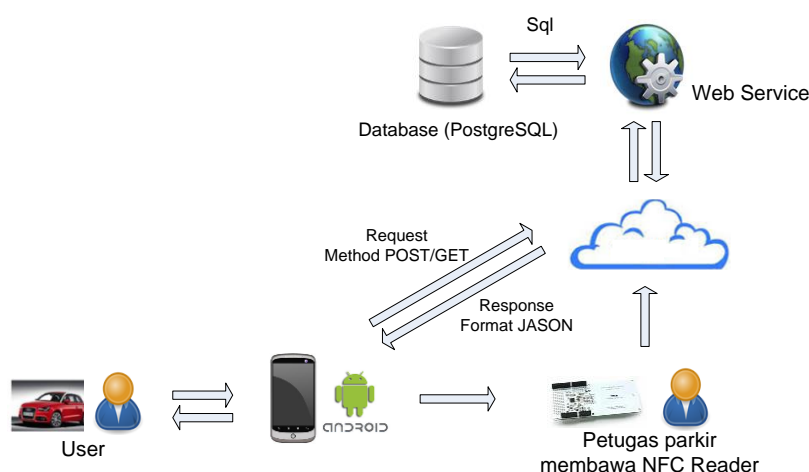 Sql
Web Service
Database (PostgreSQL)
Request
Method POST/GET
Response
Format JASON
User
ANDROID
Petugas parkir
membawa NFC Reader